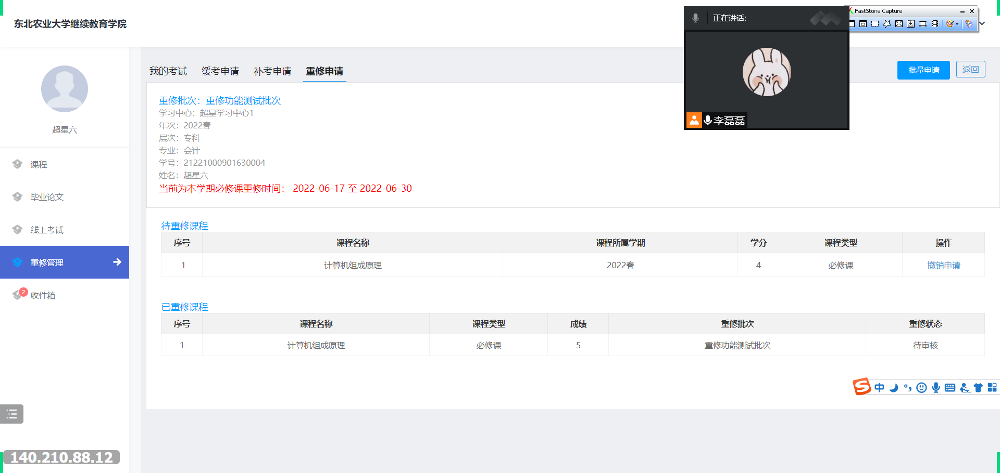 东北农业大学继续教育学院
正在讲话:
FastStone Capture
李磊磊
超星六
课程
毕业论文
线上考试
重修管理
2
收件箱
我的考试 缓考申请 补考申请 重修申请
批量申请 返回
重修批次：重修功能测试批次
学习中心：超星学习中心1
年次：2022春
层次：专科
专业：会计
学号：21221000901630004
姓名：超星六
当前为本学期必修课重修时间： 2022-06-17 至 2022-06-30
待重修课程
序号 课程名称 课程所属学期 学分 课程类型 操作
1 计算机组成原理 2022春 4 必修课 撤销申请
已重修课程
序号 课程名称 课程类型 成绩 重修批次 重修状态
1 计算机组成原理 必修课 5 重修功能测试批次 待审核
中
140.210.88.12